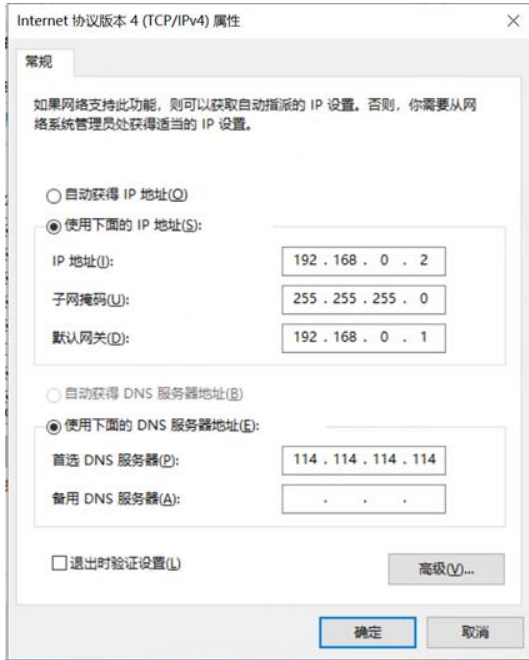 Internet 协议版本 4 (TCP/IPv4) 属性
常规
如果网络支持此功能，则可以获取自动指派的 IP 设置。否则，你需要从网
络系统管理员处获得适当的 IP 设置。
自动获得 IP 地址(O)
使用下面的 IP 地址(S):
IP 地址(I):
192 . 168 . 0 . 2
子网掩码(U):
255 . 255 . 255 . 0
默认网关(D):
192 . 168 . 0 . 1
自动获得 DNS 服务器地址(B)
使用下面的 DNS 服务器地址(E):
首选 DNS 服务器(P):
114 . 114 . 114 . 114
备用 DNS 服务器(A):
. . .
退出时验证设置(L)
高级(V)...
确定
取消